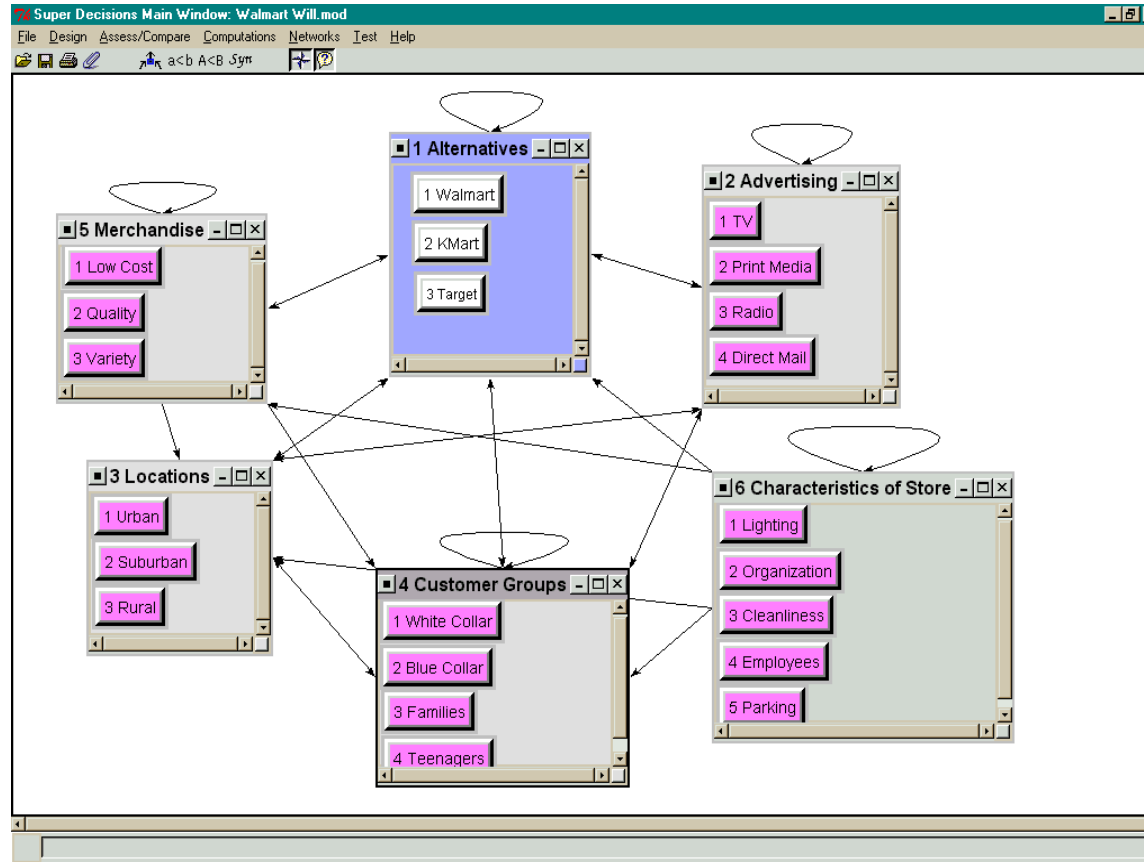 Super Decisions Main Window: Walmart Will.mod
File Design Assess/Compare Computations Networks Test Help
a<b A<B Syn
1 Alternatives
1 Walmart
2 KMart
3 Target
2 Advertising
1 TV
2 Print Media
3 Radio
4 Direct Mail
5 Merchandise
1 Low Cost
2 Quality
3 Variety
3 Locations
1 Urban
2 Suburban
3 Rural
4 Customer Groups
1 White Collar
2 Blue Collar
3 Families
4 Teenagers
6 Characteristics of Store
1 Lighting
2 Organization
3 Cleanliness
4 Employees
5 Parking